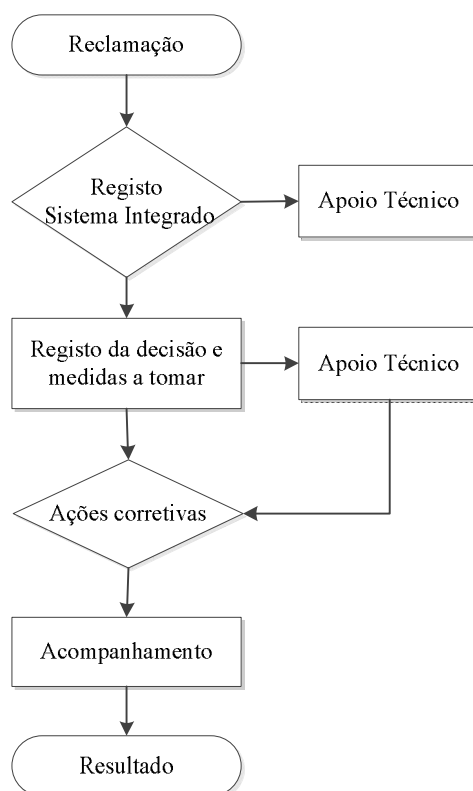 Reclamação
Registo
Sistema Integrado
Apoio Técnico
Registo da decisão e
medidas a tomar
Apoio Técnico
Ações corretivas
Acompanhamento
Resultado